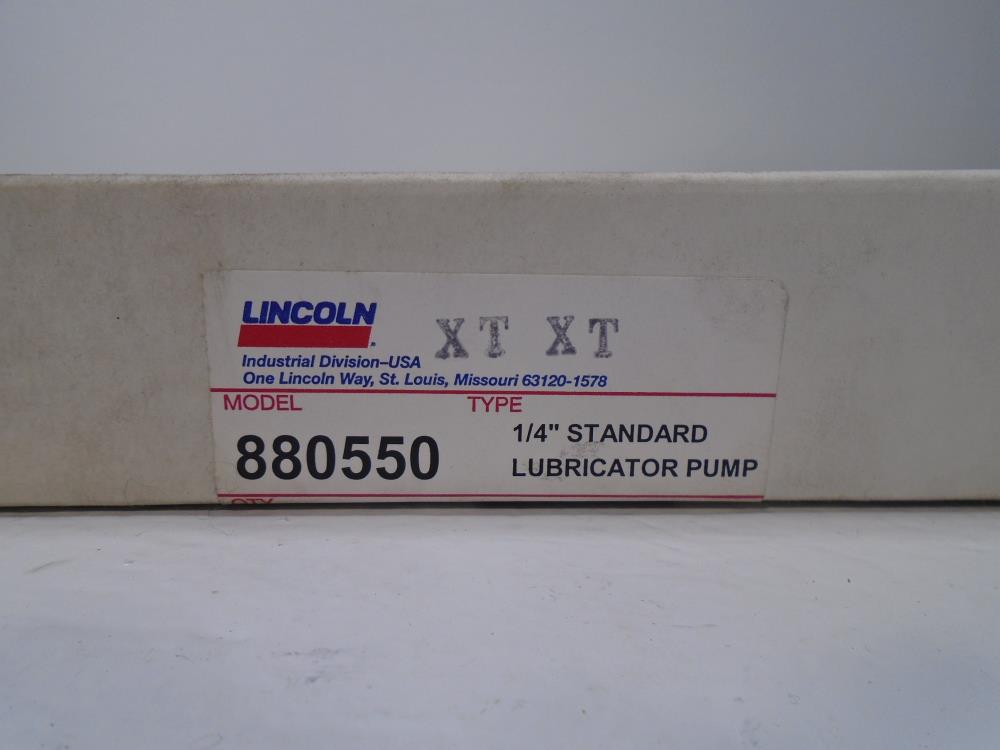 LINCOLN
XT XT
Industrial Division–USA
One Lincoln Way, St. Louis, Missouri 63120-1578
MODEL TYPE
880550
1/4" STANDARD
LUBRICATOR PUMP
QTY